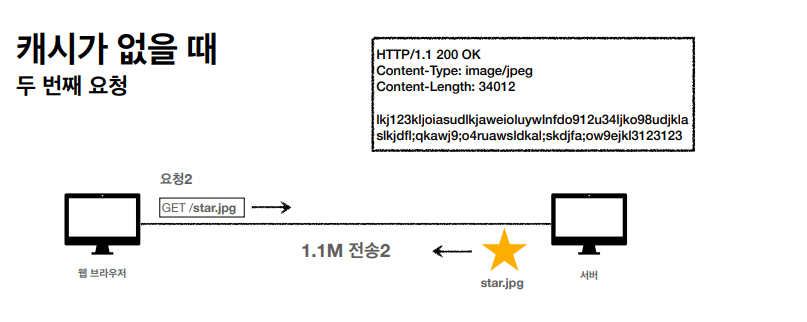 캐시가 없을 때
두 번째 요청
HTTP/1.1 200 OK
Content-Type: image/jpeg
Content-Length: 34012
lkj123kljoiasudlkjaweioluywlnfdo912u34ljko98udjkla
slkjdfl;qkawj9;o4ruawsldkal;skdjfa;ow9ejkl3123123
요청2
GET /star.jpg
1.1M 전송2
star.jpg
웹 브라우저
서버